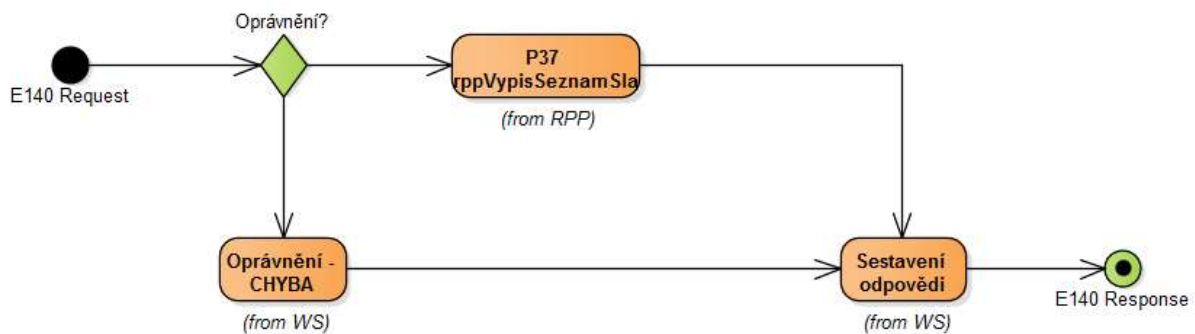 Oprávnění?
E140 Request
P37
rppVypisSeznamSla
(from RPP)
Oprávnění -
CHYBA
(from WS)
Sestavení
odpovědi
(from WS)
E140 Response